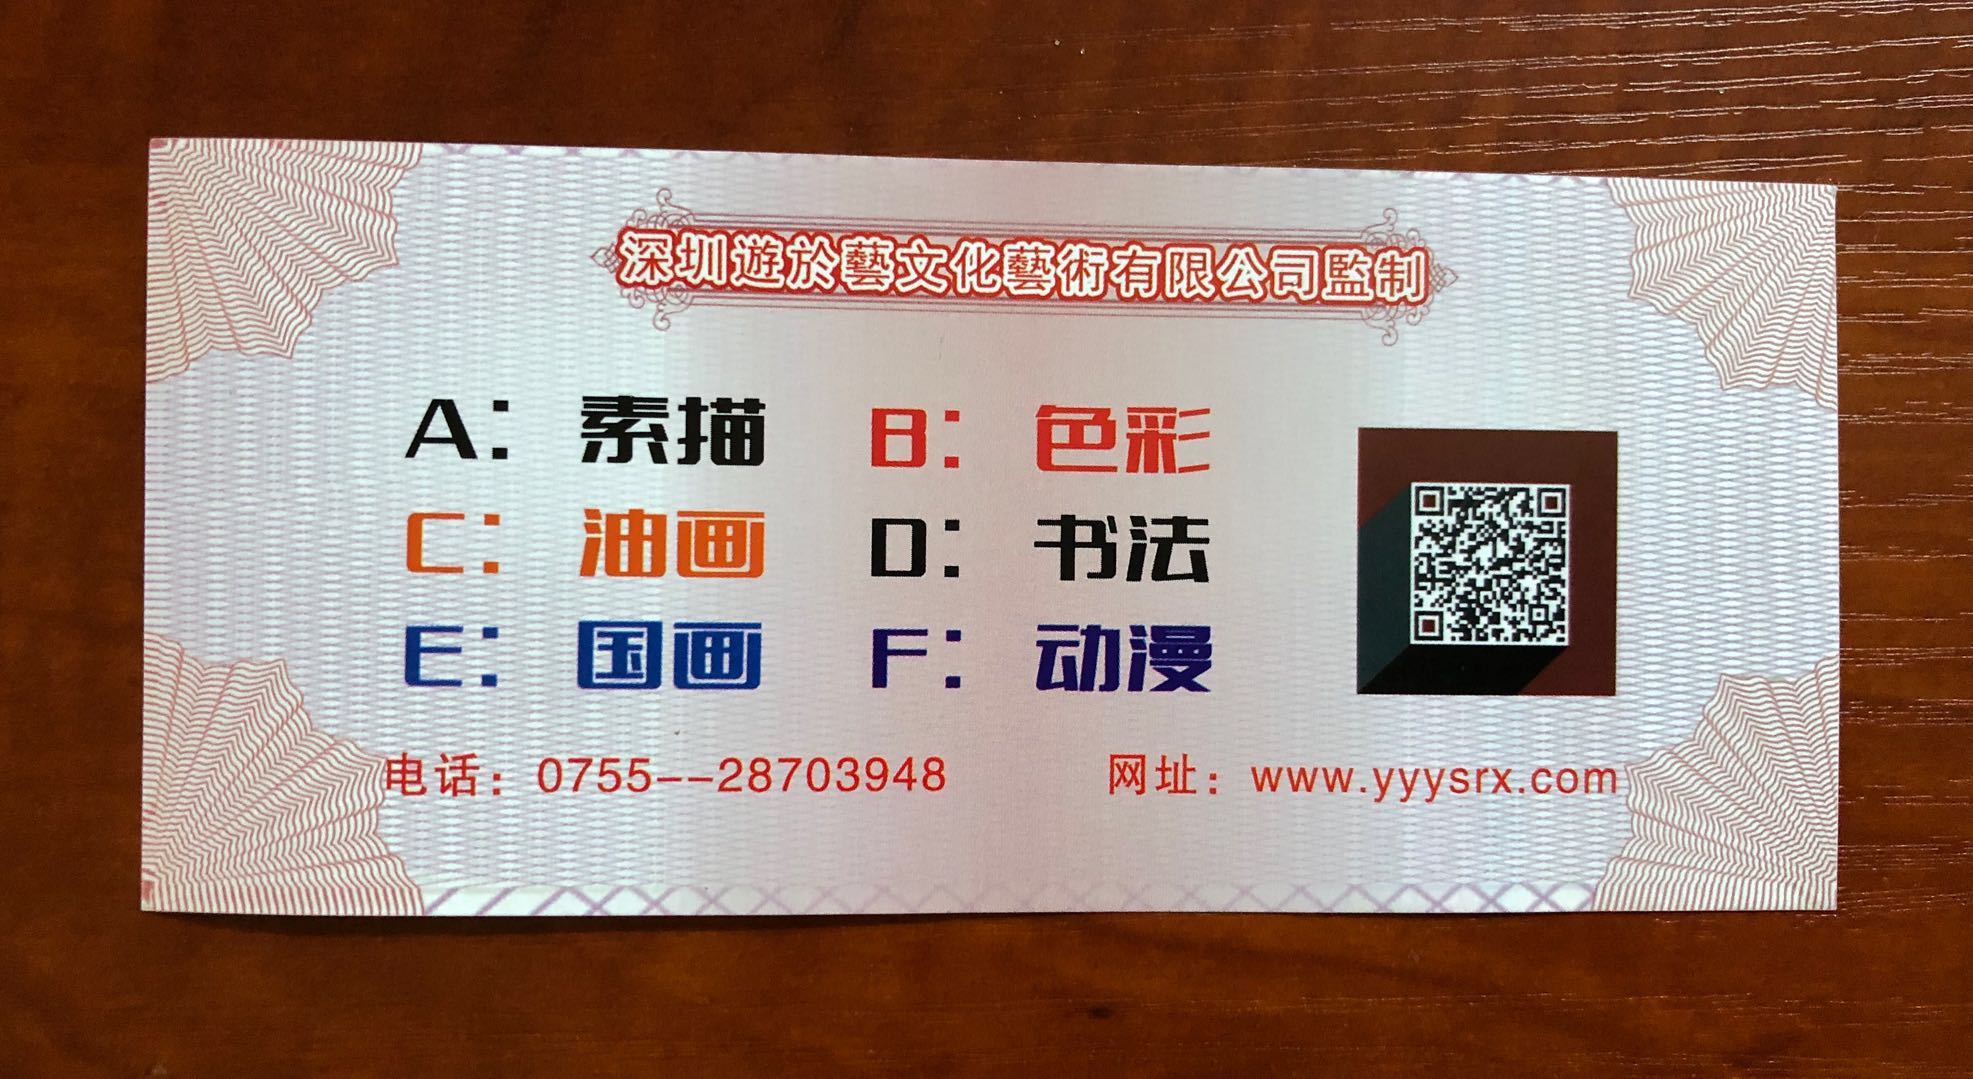 深圳遊於藝文化藝術有限公司監制
A：素描 B：色彩
C：油画 D：书法
E：国画 F：动漫
电话：0755--28703948 网址：www.yyysrx.com